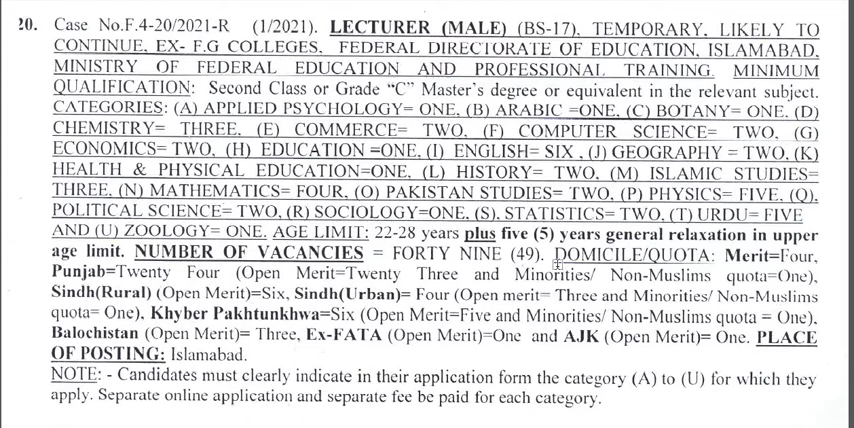 20. Case No.F.4-20/2021-R (1/2021). LECTURER (MALE) (BS-17), TEMPORARY, LIKELY TO
CONTINUE, EX- F.G COLLEGES, FEDERAL DIRECTORATE OF EDUCATION, ISLAMABAD,
MINISTRY OF FEDERAL EDUCATION AND PROFESSIONAL TRAINING. MINIMUM
QUALIFICATION: Second Class or Grade “C” Master’s degree or equivalent in the relevant subject.
CATEGORIES: (A) APPLIED PSYCHOLOGY= ONE, (B) ARABIC =ONE, (C) BOTANY= ONE, (D)
CHEMISTRY= THREE, (E) COMMERCE= TWO, (F) COMPUTER SCIENCE= TWO, (G)
ECONOMICS= TWO, (H) EDUCATION =ONE, (I) ENGLISH= SIX , (J) GEOGRAPHY = TWO, (K)
HEALTH & PHYSICAL EDUCATION=ONE, (L) HISTORY= TWO, (M) ISLAMIC STUDIES=
THREE, (N) MATHEMATICS= FOUR, (O) PAKISTAN STUDIES= TWO, (P) PHYSICS= FIVE, (Q),
POLITICAL SCIENCE= TWO, (R) SOCIOLOGY=ONE, (S), STATISTICS= TWO, (T) URDU= FIVE
AND (U) ZOOLOGY= ONE. AGE LIMIT: 22-28 years plus five (5) years general relaxation in upper
age limit. NUMBER OF VACANCIES = FORTY NINE (49). DOMICILE/QUOTA: Merit=Four,
Punjab=Twenty Four (Open Merit=Twenty Three and Minorities/ Non-Muslims quota=One),
Sindh(Rural) (Open Merit)=Six, Sindh(Urban)= Four (Open merit= Three and Minorities/ Non-Muslims
quota= One), Khyber Pakhtunkhwa=Six (Open Merit=Five and Minorities/ Non-Muslims quota = One),
Balochistan (Open Merit)= Three, Ex-FATA (Open Merit)=One and AJK (Open Merit)= One. PLACE
OF POSTING: Islamabad.
NOTE: - Candidates must clearly indicate in their application form the category (A) to (U) for which they
apply. Separate online application and separate fee be paid for each category.